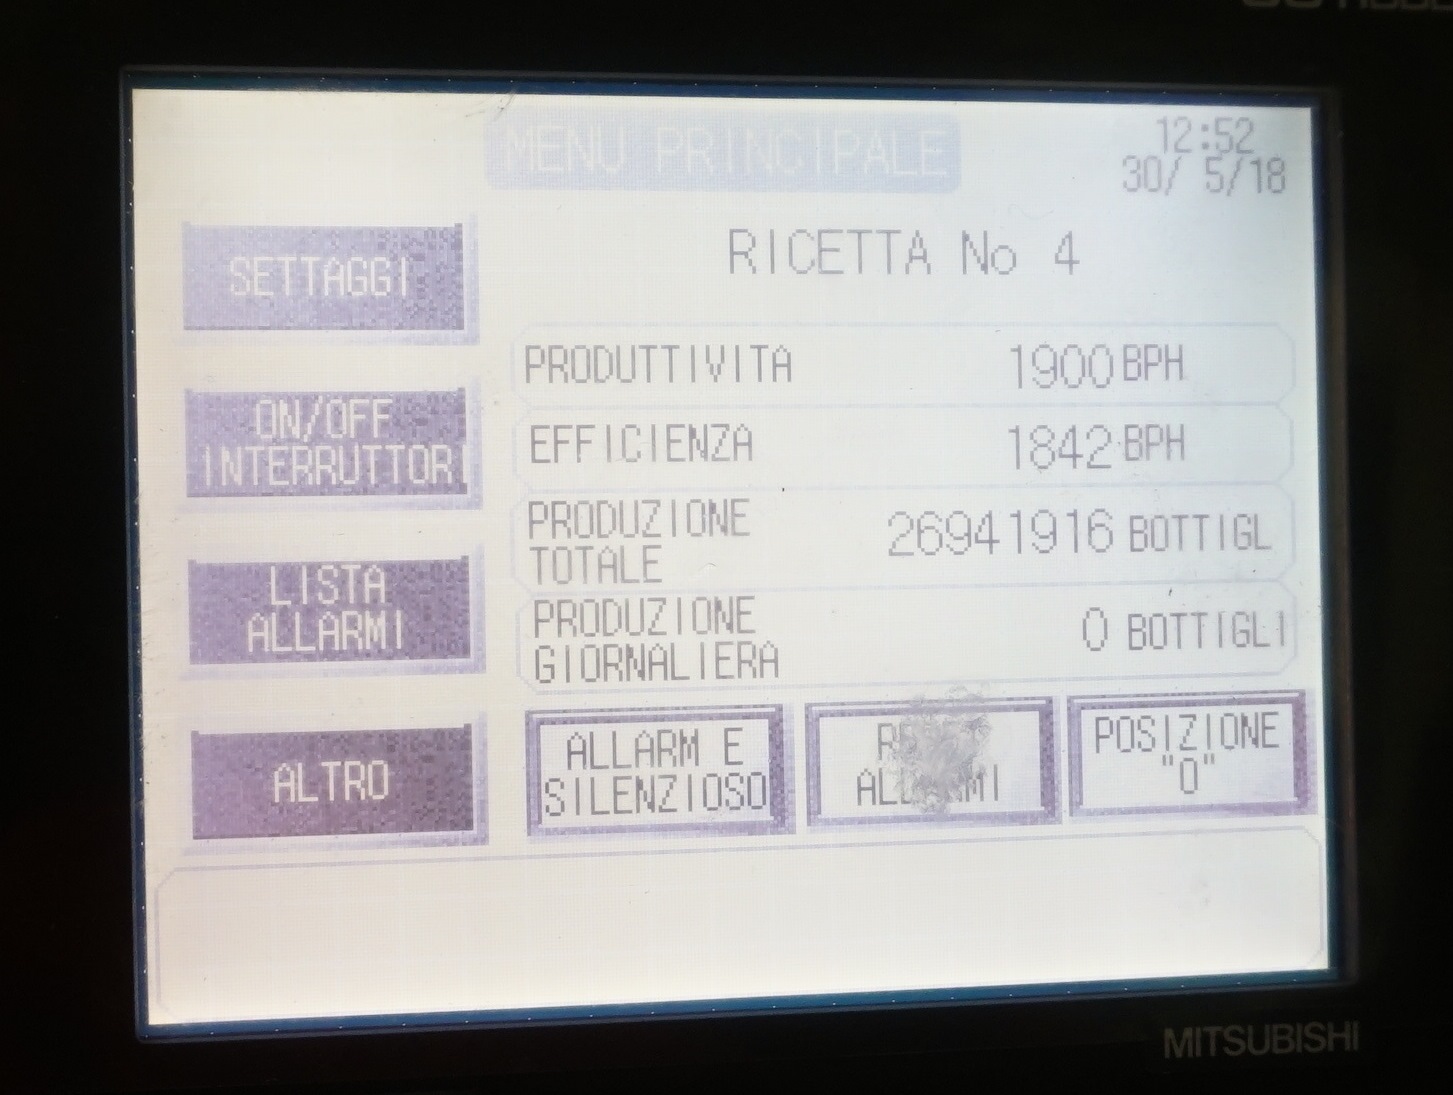 MENU PRINCIPALE
12:52
30/ 5/18
RICETTA No 4
SETTAGGI
PRODUTTIVITA 1900 BPH
ON/OFF
INTERRUTTORI
EFFICIENZA 1842 BPH
PRODUZIONE
TOTALE
26941916 BOTTIGL
LISTA
ALLARMI
PRODUZIONE
GIORNALIERA
0 BOTTIGLI
ALTRO
ALLARM E
SILENZIOSO
POSIZIONE
"0"
MITSUBISHI